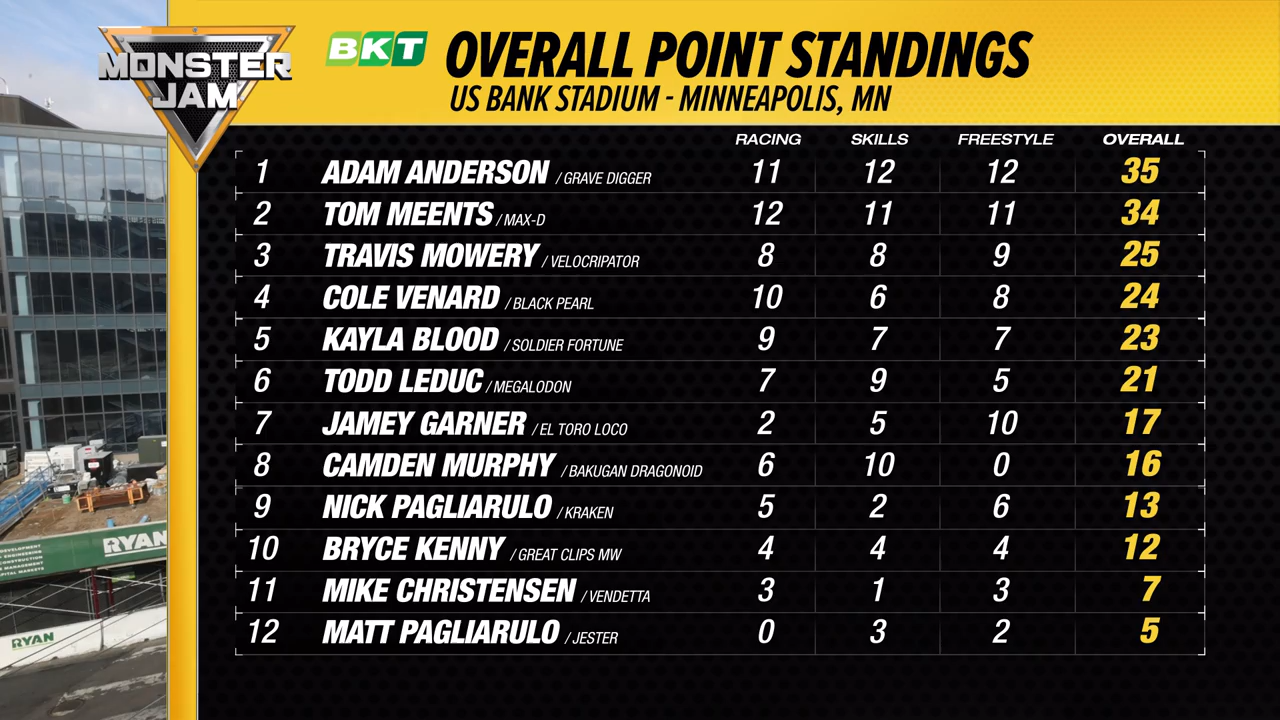 MONSTER
JAM
BKT OVERALL POINT STANDINGS
US BANK STADIUM - MINNEAPOLIS, MN
RACING SKILLS FREESTYLE OVERALL
1 ADAM ANDERSON / GRAVE DIGGER 11 12 12 35
2 TOM MEENTS / MAX-D 12 11 11 34
3 TRAVIS MOWERY / VELOCRIPATOR 8 8 9 25
4 COLE VENARD / BLACK PEARL 10 6 8 24
5 KAYLA BLOOD / SOLDIER FORTUNE 9 7 7 23
6 TODD LEDUC / MEGALODON 7 9 5 21
7 JAMEY GARNER / EL TORO LOCO 2 5 10 17
8 CAMDEN MURPHY / BAKUGAN DRAGONOID 6 10 0 16
9 NICK PAGLIARULO / KRAKEN 5 2 6 13
10 BRYCE KENNY / GREAT CLIPS MW 4 4 4 12
11 MIKE CHRISTENSEN / VENDETTA 3 1 3 7
12 MATT PAGLIARULO / JESTER 0 3 2 5
RYAN
RYAN